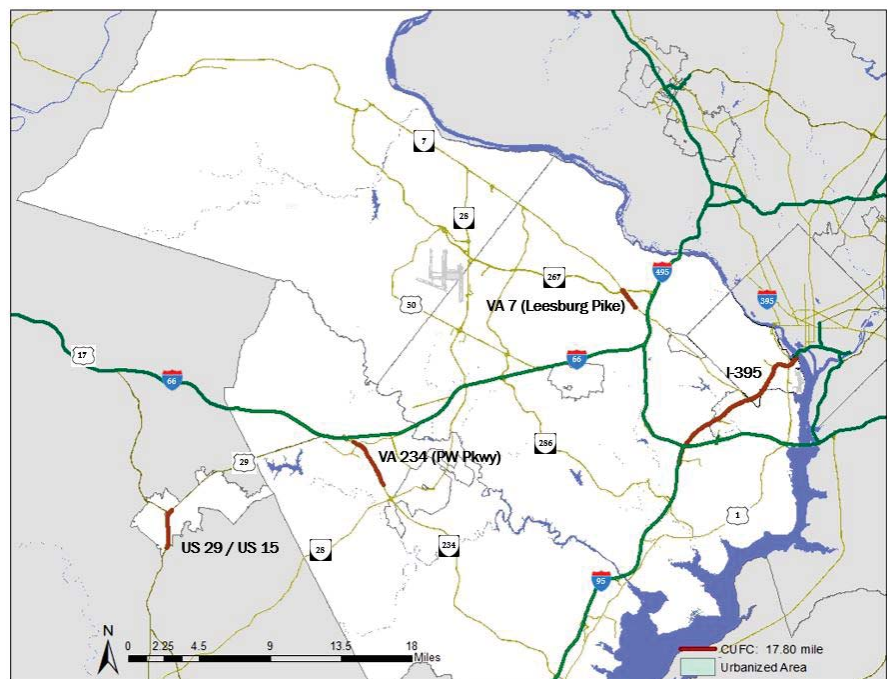 7
28
267
495
395
VA 7 (Leesburg Pike)
50
17
66
66
I-395
29
VA 234 (PW Pkwy)
286
1
US 29 / US 15
28
234
95
N
0 2.25 4.5 9 13.5 18
Miles
CUFC: 17.80 mile
Urbanized Area